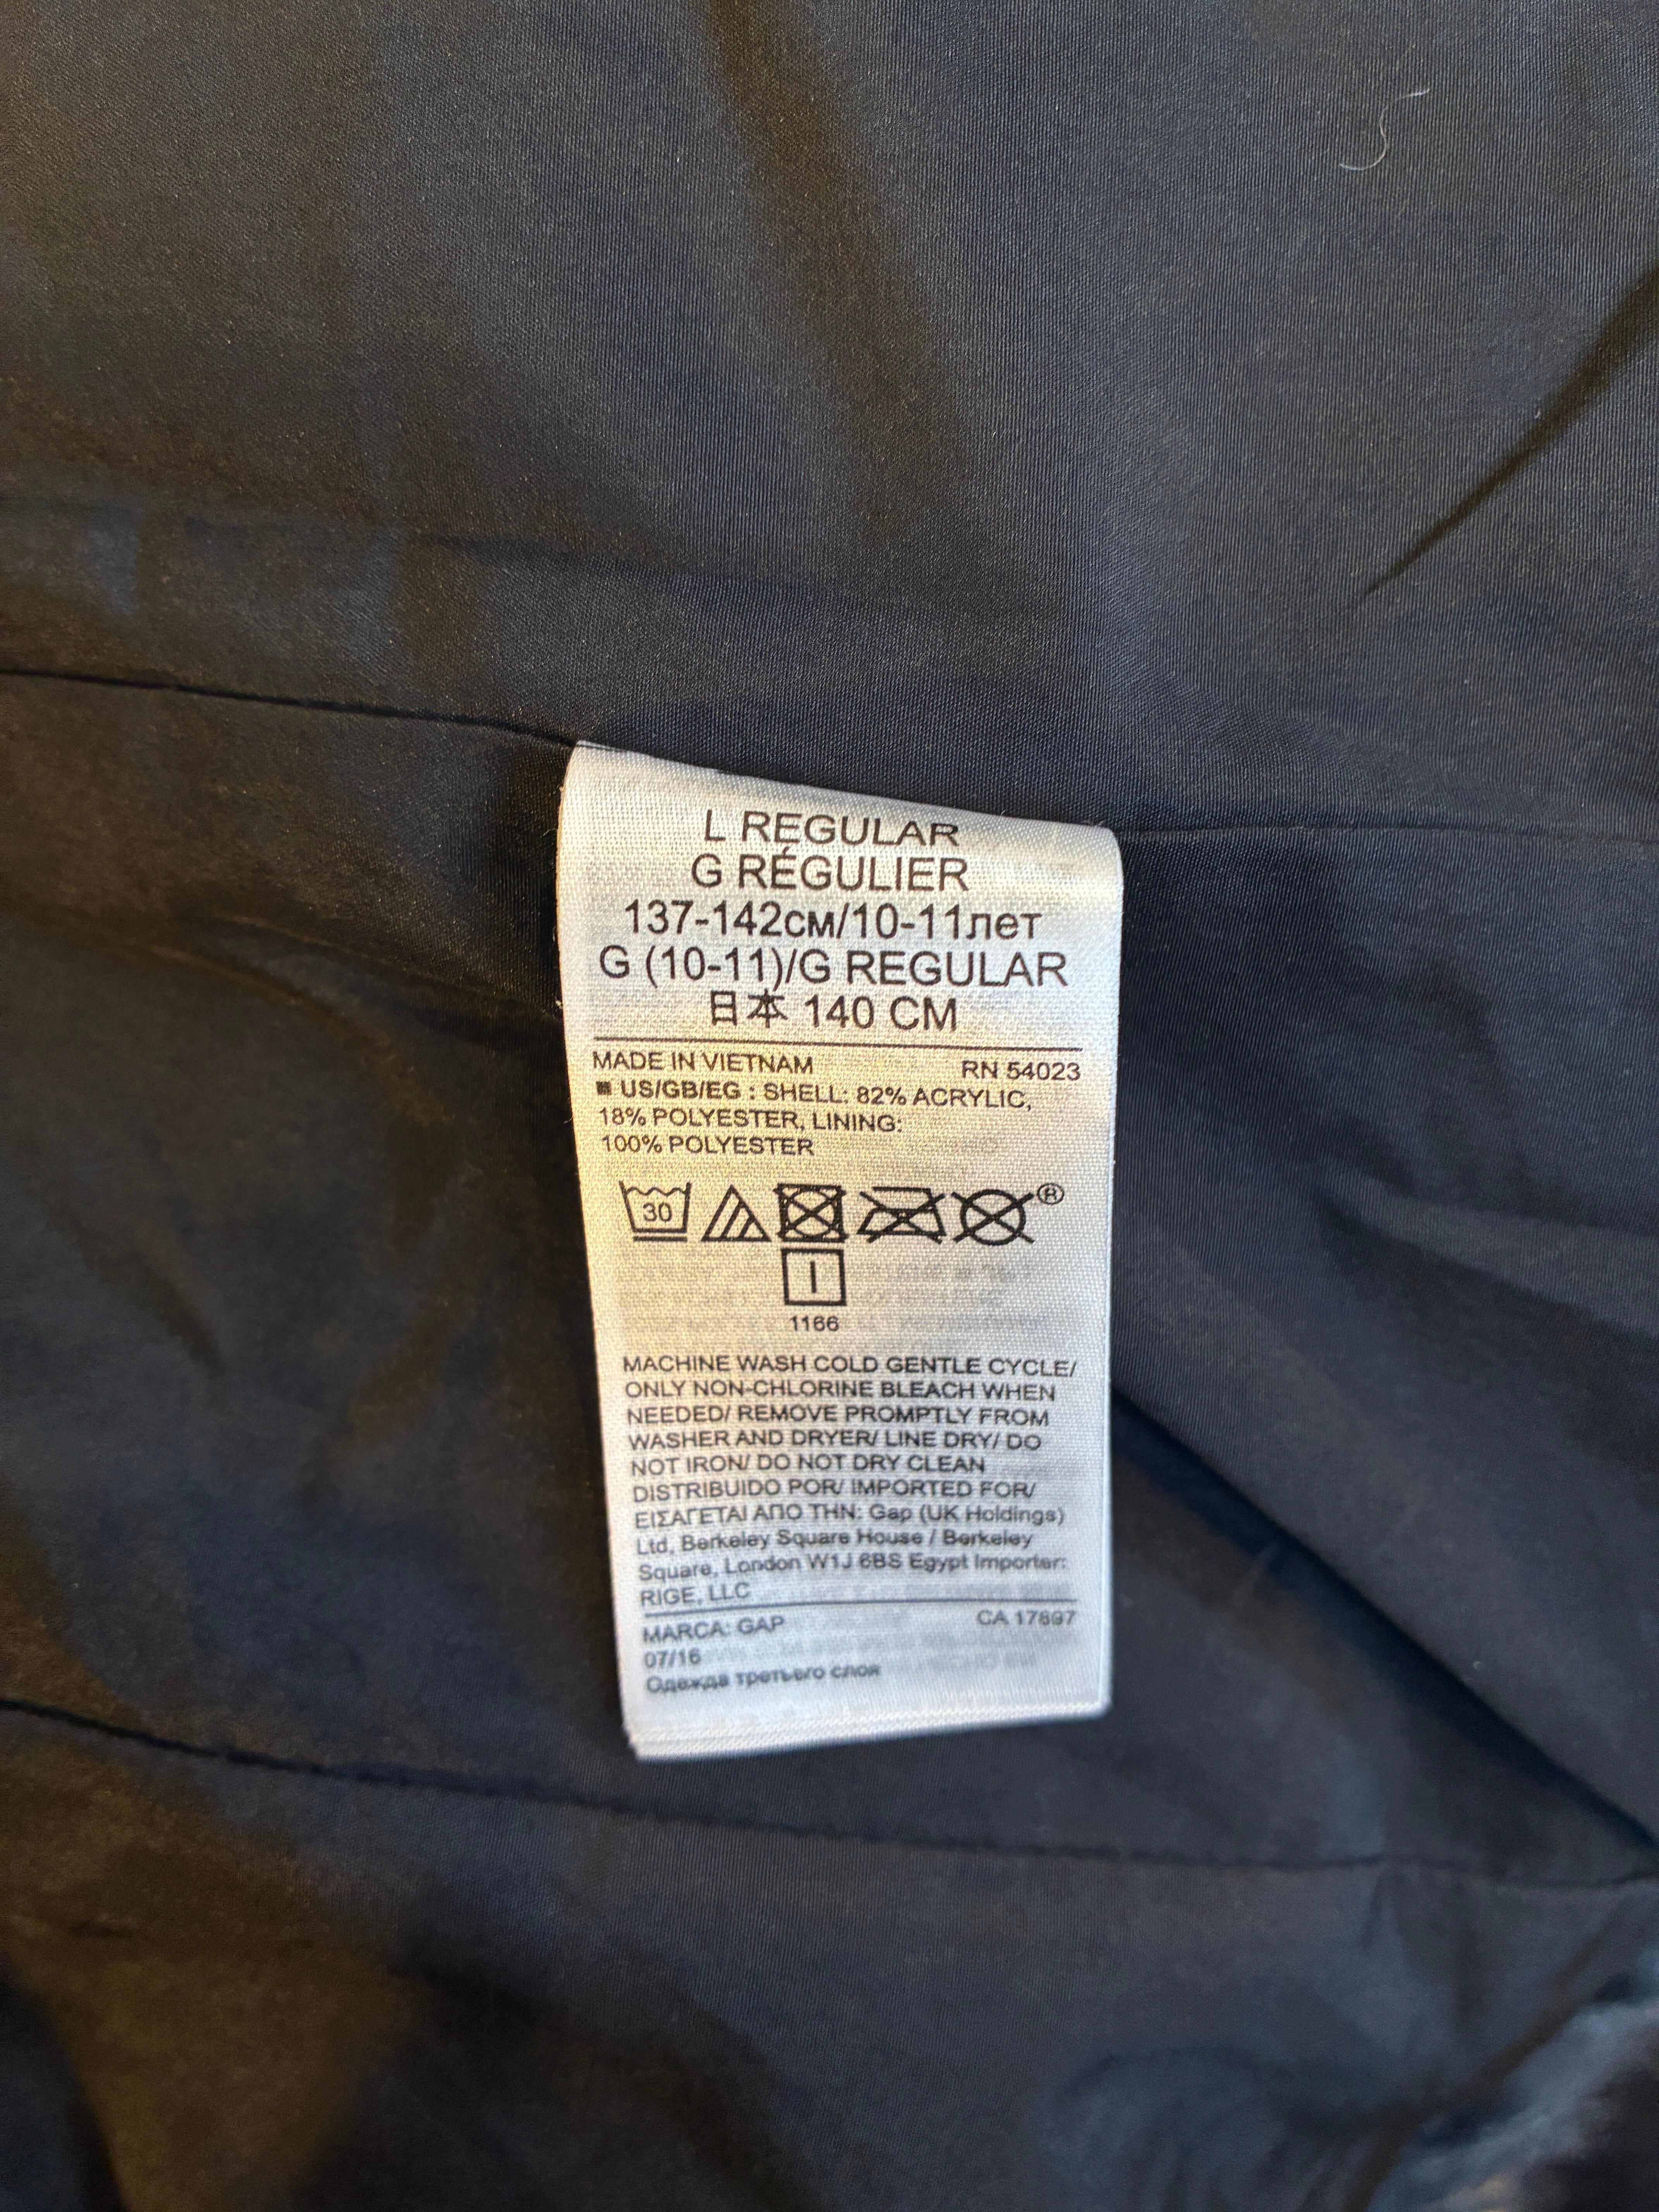 L REGULAR
G RÉGULIER
137-142см/10-11лет
G (10-11)/G REGULAR
日本 140 CM
MADE IN VIETNAM RN 54023
■ US/GB/EG : SHELL: 82% ACRYLIC,
18% POLYESTER, LINING:
100% POLYESTER
30
®
1166
MACHINE WASH COLD GENTLE CYCLE/
ONLY NON-CHLORINE BLEACH WHEN
NEEDED/ REMOVE PROMPTLY FROM
WASHER AND DRYER/ LINE DRY/ DO
NOT IRON/ DO NOT DRY CLEAN
DISTRIBUIDO POR/ IMPORTED FOR/
ΕΙΣΑΓΕΤΑΙ ΑΠΟ ΤΗΝ: Gap (UK Holdings)
Ltd, Berkeley Square House / Berkeley
Square, London W1J 6BS Egypt Importer:
RIGE, LLC
MARCA: GAP CA 17897
07/16
Одежда третьего слоя